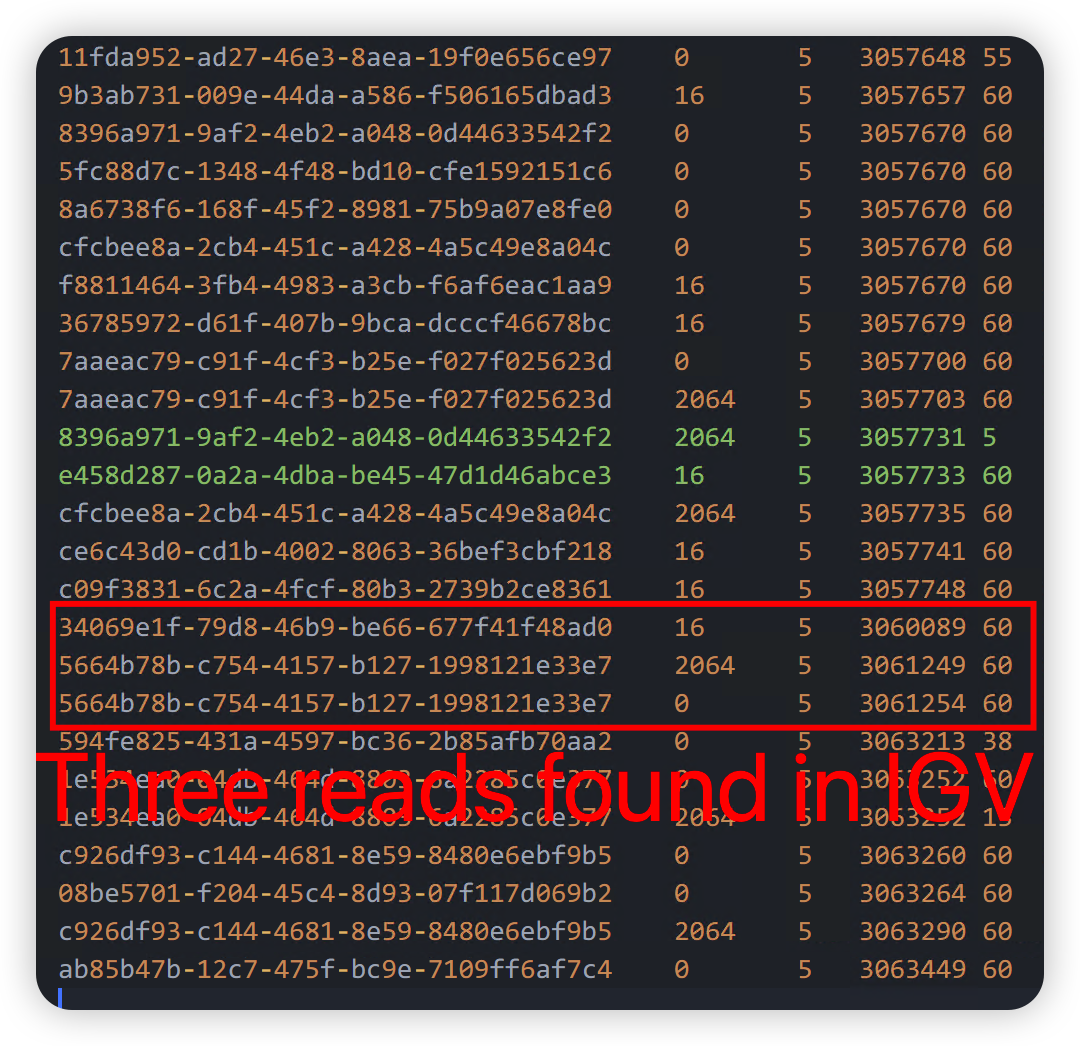 11fda952-ad27-46e3-8aea-19f0e656ce97 0 5 3057648 55
9b3ab731-009e-44da-a586-f506165dbad3 16 5 3057657 60
8396a971-9af2-4eb2-a048-0d44633542f2 0 5 3057670 60
5fc88d7c-1348-4f48-bd10-cfe1592151c6 0 5 3057670 60
8a6738f6-168f-45f2-8981-75b9a07e8fe0 0 5 3057670 60
cfcbee8a-2cb4-451c-a428-4a5c49e8a04c 0 5 3057670 60
f8811464-3fb4-4983-a3cb-f6af6eac1aa9 16 5 3057670 60
36785972-d61f-407b-9bca-dcccf46678bc 16 5 3057679 60
7aaeac79-c91f-4cf3-b25e-f027f025623d 0 5 3057700 60
7aaeac79-c91f-4cf3-b25e-f027f025623d 2064 5 3057703 60
8396a971-9af2-4eb2-a048-0d44633542f2 2064 5 3057731 5
e458d287-0a2a-4dba-be45-47d1d46abce3 16 5 3057733 60
cfcbee8a-2cb4-451c-a428-4a5c49e8a04c 2064 5 3057735 60
ce6c43d0-cd1b-4002-8063-36bef3cbf218 16 5 3057741 60
c09f3831-6c2a-4fcf-80b3-2739b2ce8361 16 5 3057748 60
34069e1f-79d8-46b9-be66-677f41f48ad0 16 5 3060089 60
5664b78b-c754-4157-b127-1998121e33e7 2064 5 3061249 60
5664b78b-c754-4157-b127-1998121e33e7 0 5 3061254 60
594fe825-431a-4597-bc36-2b85afb70aa2 0 5 3063213 38
Three reads found in IGV
5
2064 5
c926df93-c144-4681-8e59-8480e6ebf9b5 0 5 3063260 60
08be5701-f204-45c4-8d93-07f117d069b2 0 5 3063264 60
c926df93-c144-4681-8e59-8480e6ebf9b5 2064 5 3063290 60
ab85b47b-12c7-475f-bc9e-7109ff6af7c4 0 5 3063449 60